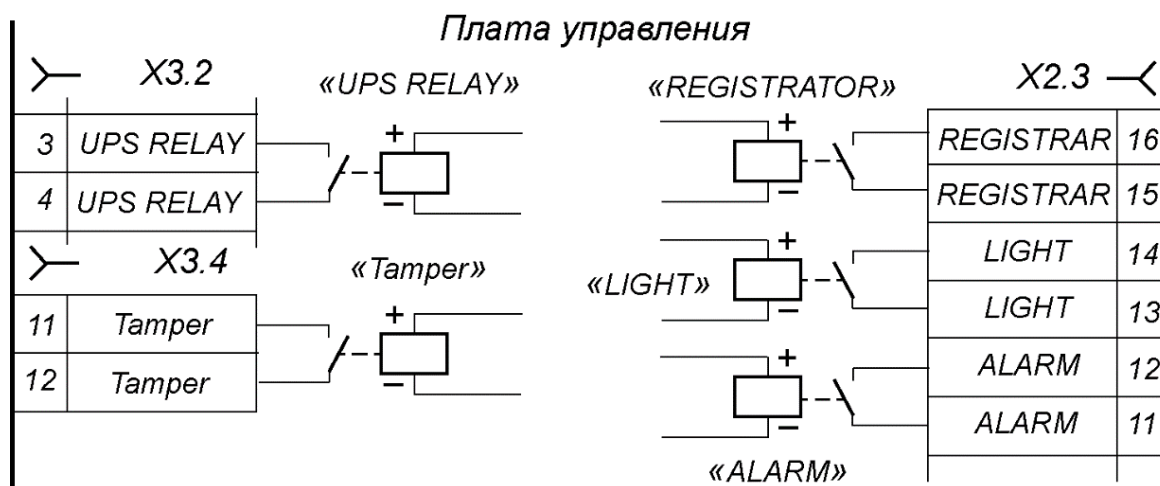 Плата управления
X3.2
«UPS RELAY»
3 UPS RELAY
4 UPS RELAY
+
−
X3.4
«Tamper»
11 Tamper
12 Tamper
+
−
«REGISTRATOR»
X2.3
+
−
REGISTRAR 16
REGISTRAR 15
«LIGHT»
+
−
LIGHT 14
LIGHT 13
+
−
ALARM 12
ALARM 11
«ALARM»